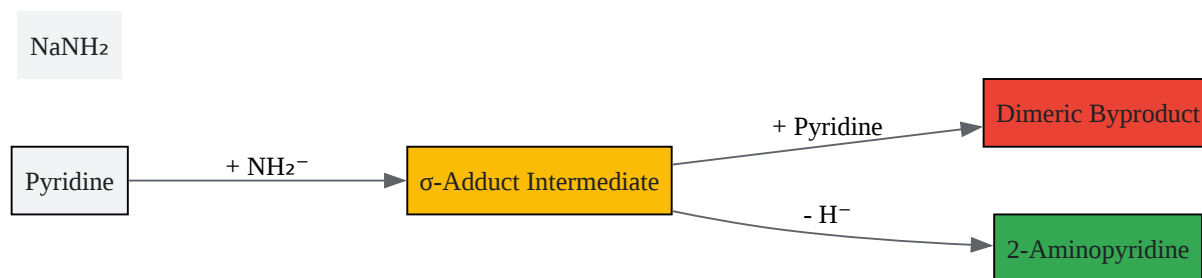 NaNH₂
Pyridine
+ NH₂⁻
σ-Adduct Intermediate
+ Pyridine
Dimeric Byproduct
- H⁻
2-Aminopyridine